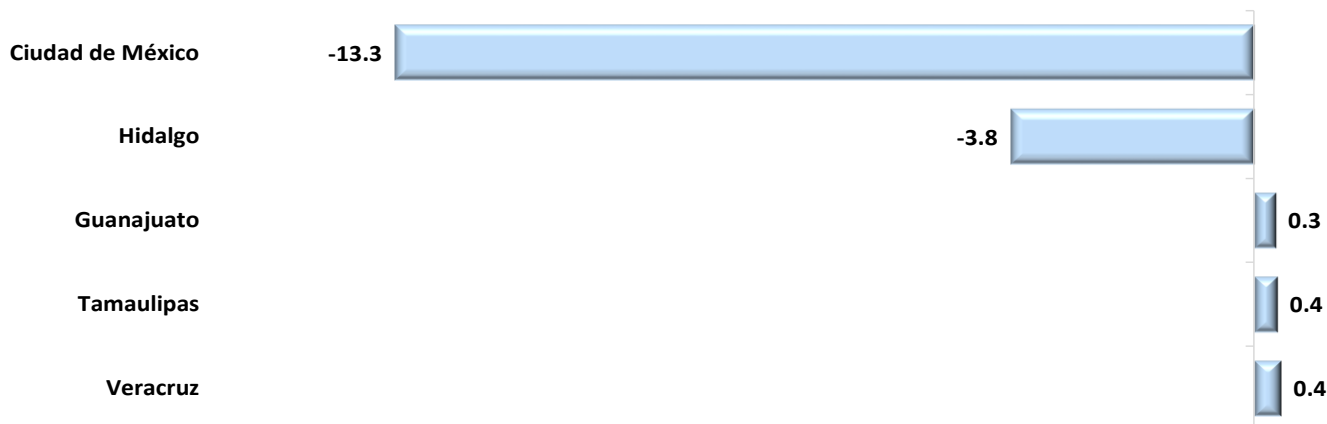 Ciudad de México -13.3
Hidalgo -3.8
Guanajuato 0.3
Tamaulipas 0.4
Veracruz 0.4